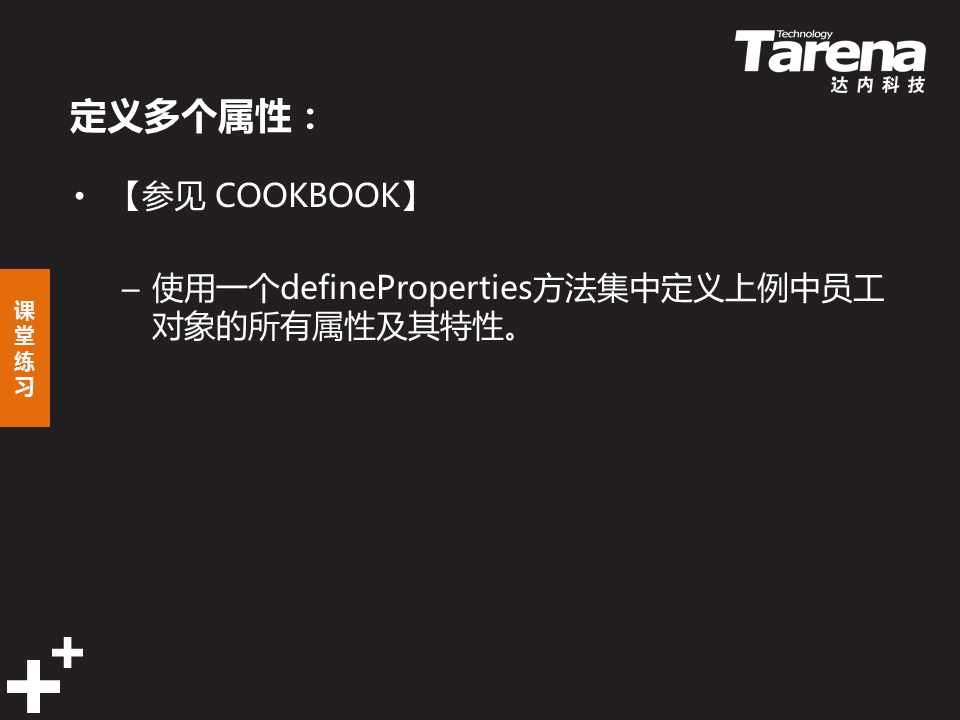 Technology
Tarena
达内科技
定义多个属性：
• 【参见 COOKBOOK】
– 使用一个defineProperties方法集中定义上例中员工
对象的所有属性及其特性。
课
堂
练
习